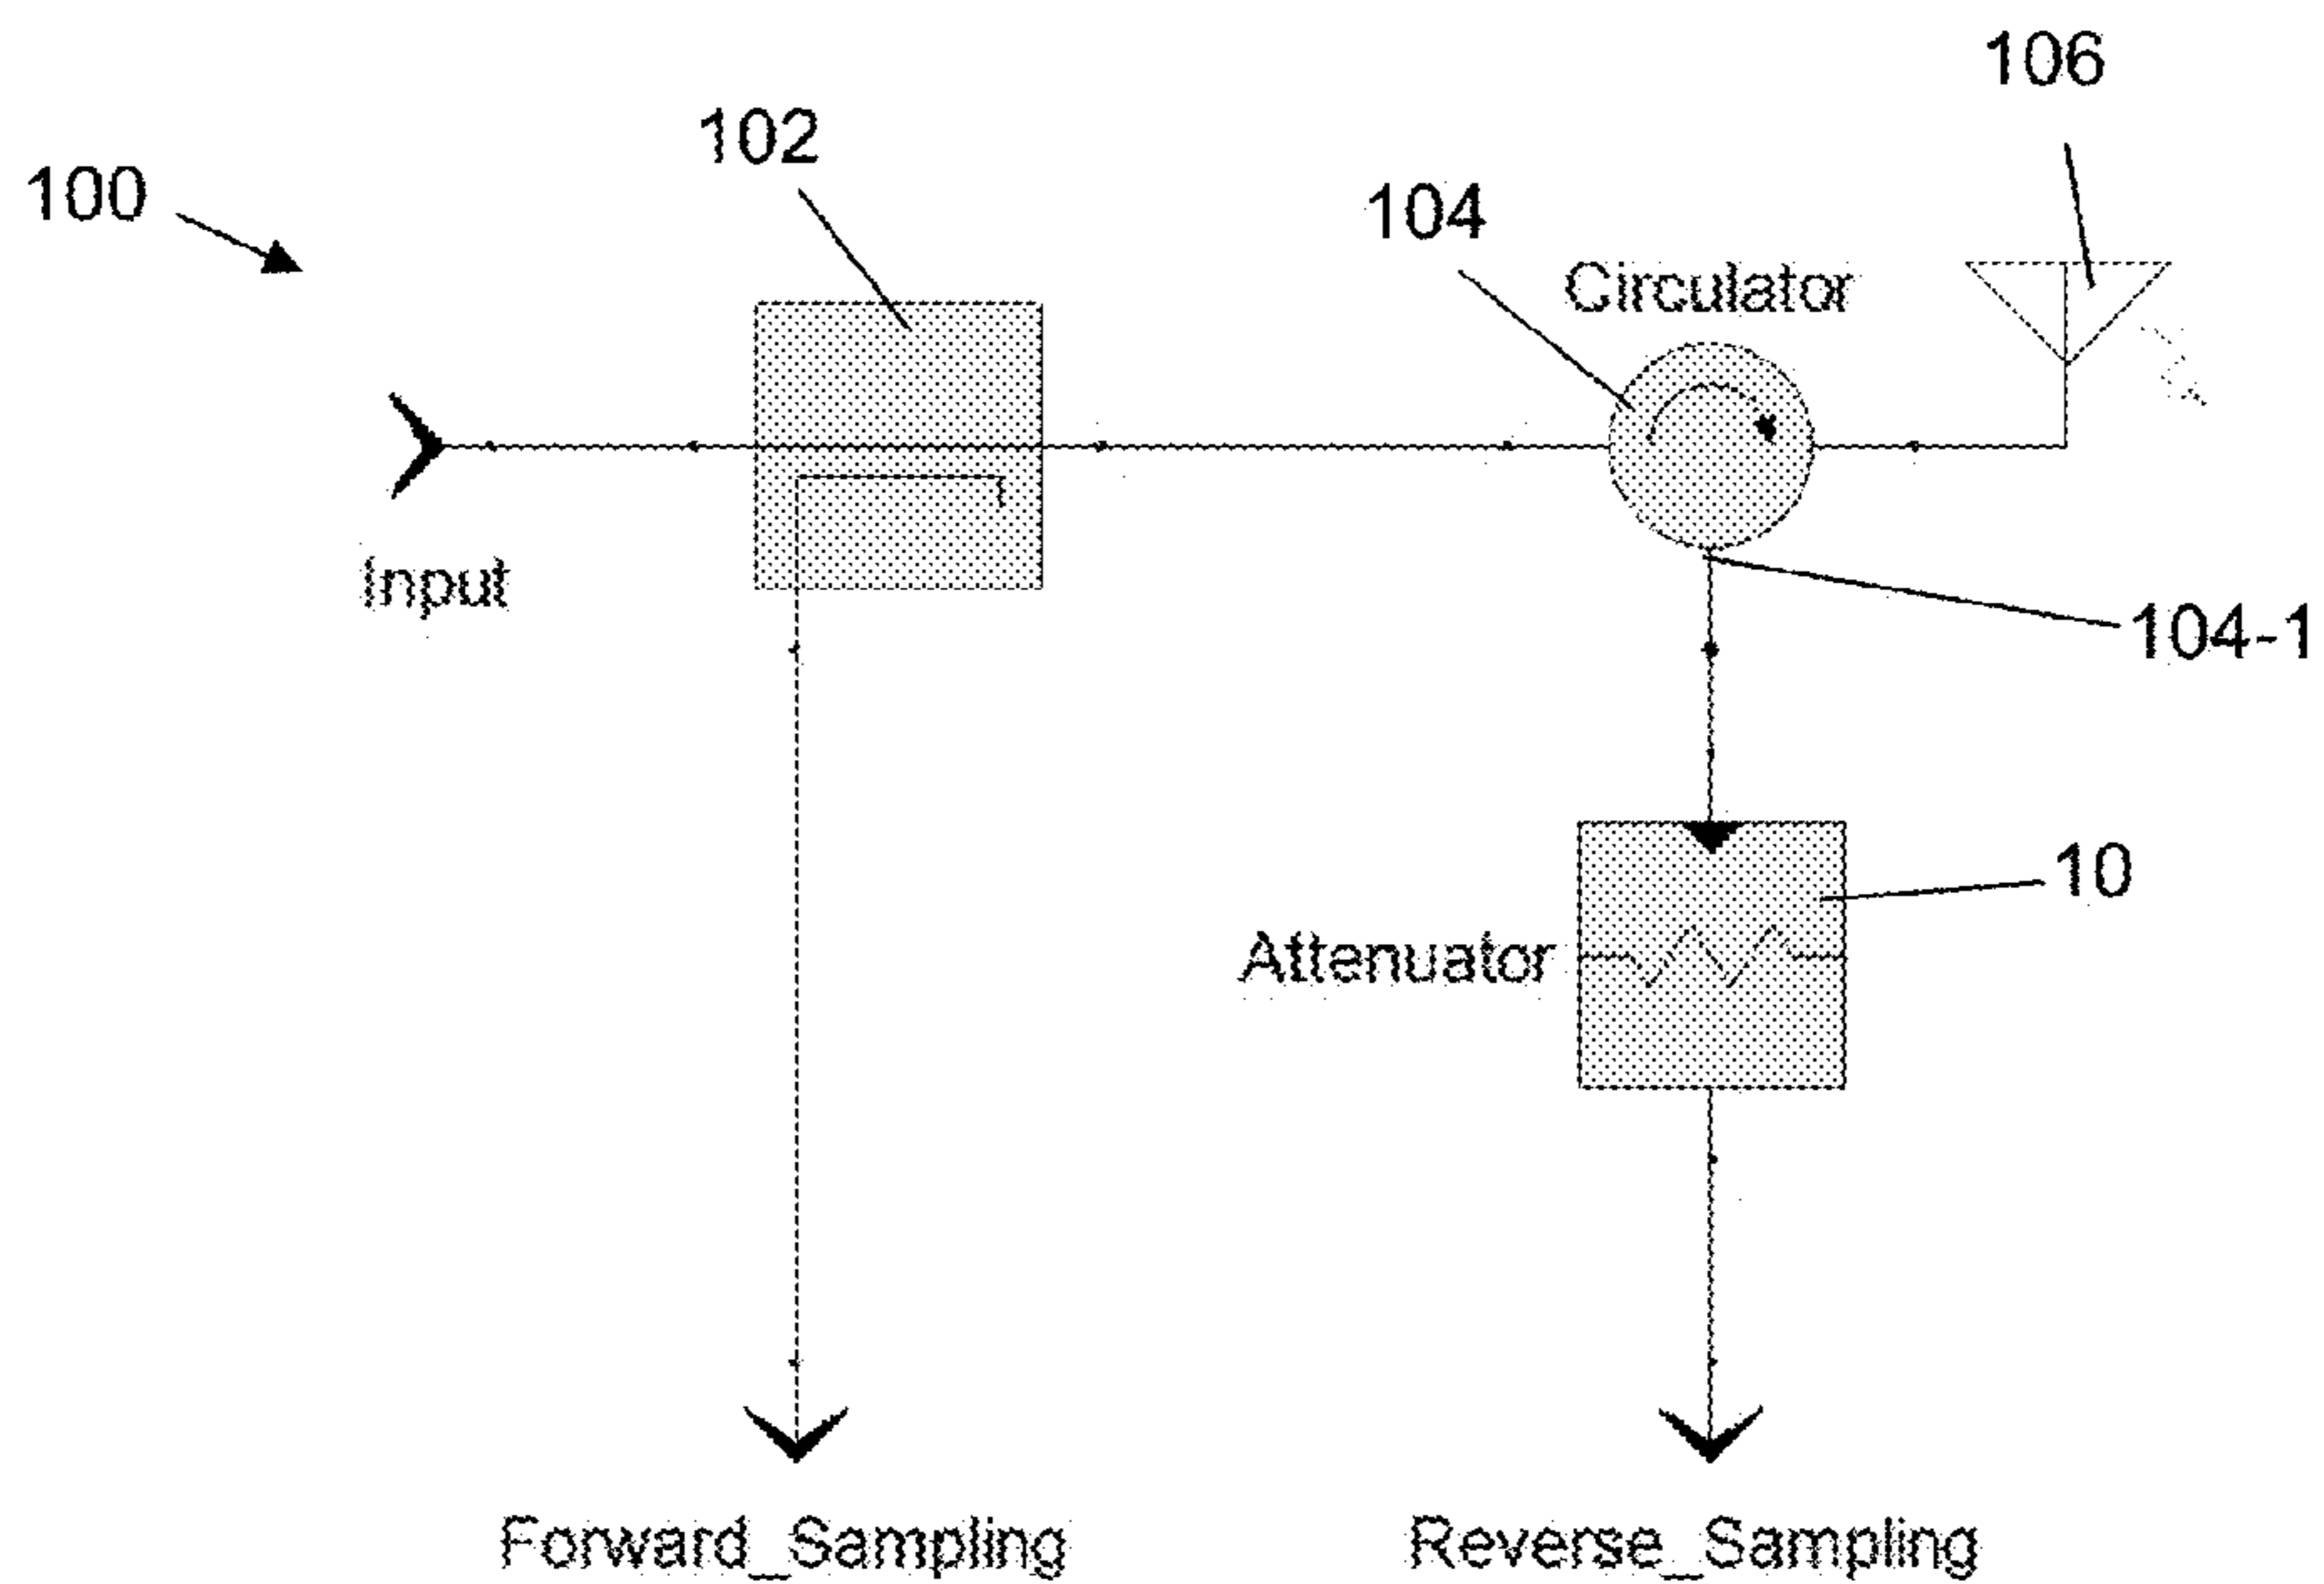 106
102
100
104
Circulator
Input
104-1
10
Attenuator
Forward_Sampling
Reverse_Sampling